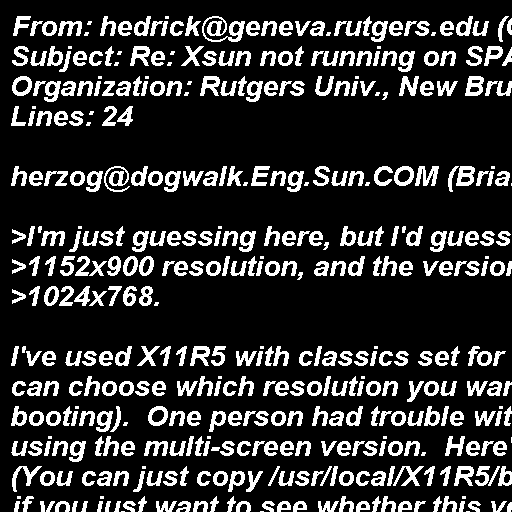 From: hedrick@geneva.rutgers.edu (
Subject: Re: Xsun not running on SPA
Organization: Rutgers Univ., New Bru
Lines: 24

herzog@dogwalk.Eng.Sun.COM (Bria

>I'm just guessing here, but I'd guess
>1152x900 resolution, and the version
>1024x768.

I've used X11R5 with classics set for
can choose which resolution you wan
booting).  One person had trouble wit
using the multi-screen version.  Here'
(You can just copy /usr/local/X11R5/b
if you just want to see whether this ve